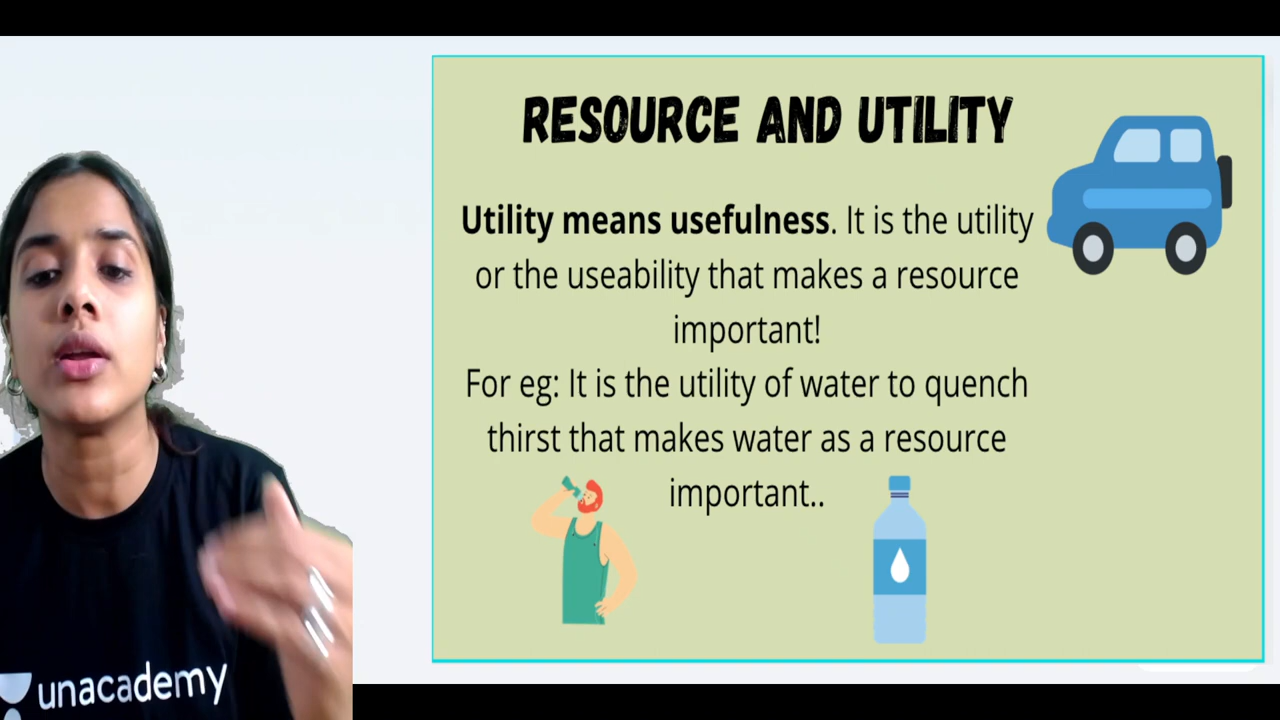 RESOURCE AND UTILITY
Utility means usefulness. It is the utility
or the useability that makes a resource
important!
For eg: It is the utility of water to quench
thirst that makes water as a resource
important..
unacademy